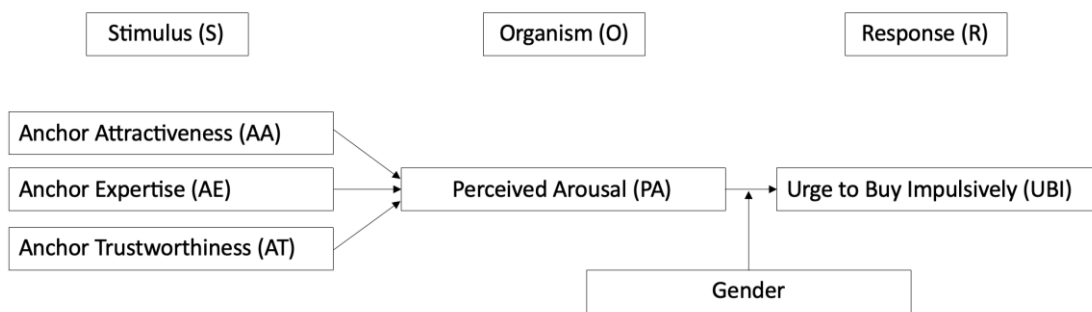 Stimulus (S)
Organism (O)
Response (R)
Anchor Attractiveness (AA)
Anchor Expertise (AE)
Perceived Arousal (PA)
Urge to Buy Impulsively (UBI)
Anchor Trustworthiness (AT)
Gender